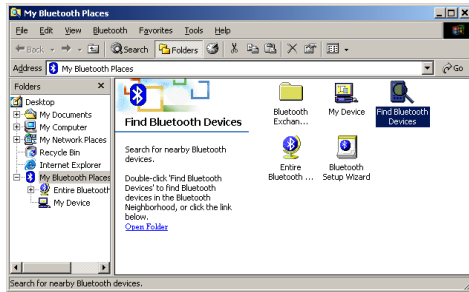 My Bluetooth Places
File Edit View Bluetooth Favorites Tools Help
Back Search Folders
Address My Bluetooth Places Go
Folders
Desktop
My Documents
My Computer
My Network Places
Recycle Bin
Internet Explorer
My Bluetooth Places
Entire Bluetooth
My Device
Find Bluetooth Devices
Search for nearby Bluetooth
devices.
Double-click 'Find Bluetooth
Devices' to find Bluetooth
devices in the Bluetooth
Neighborhood, or click the link
below.
Open Folder
Bluetooth
Exchan...
My Device
Find Bluetooth
Devices
Entire
Bluetooth ...
Bluetooth
Setup Wizard
Search for nearby Bluetooth devices.